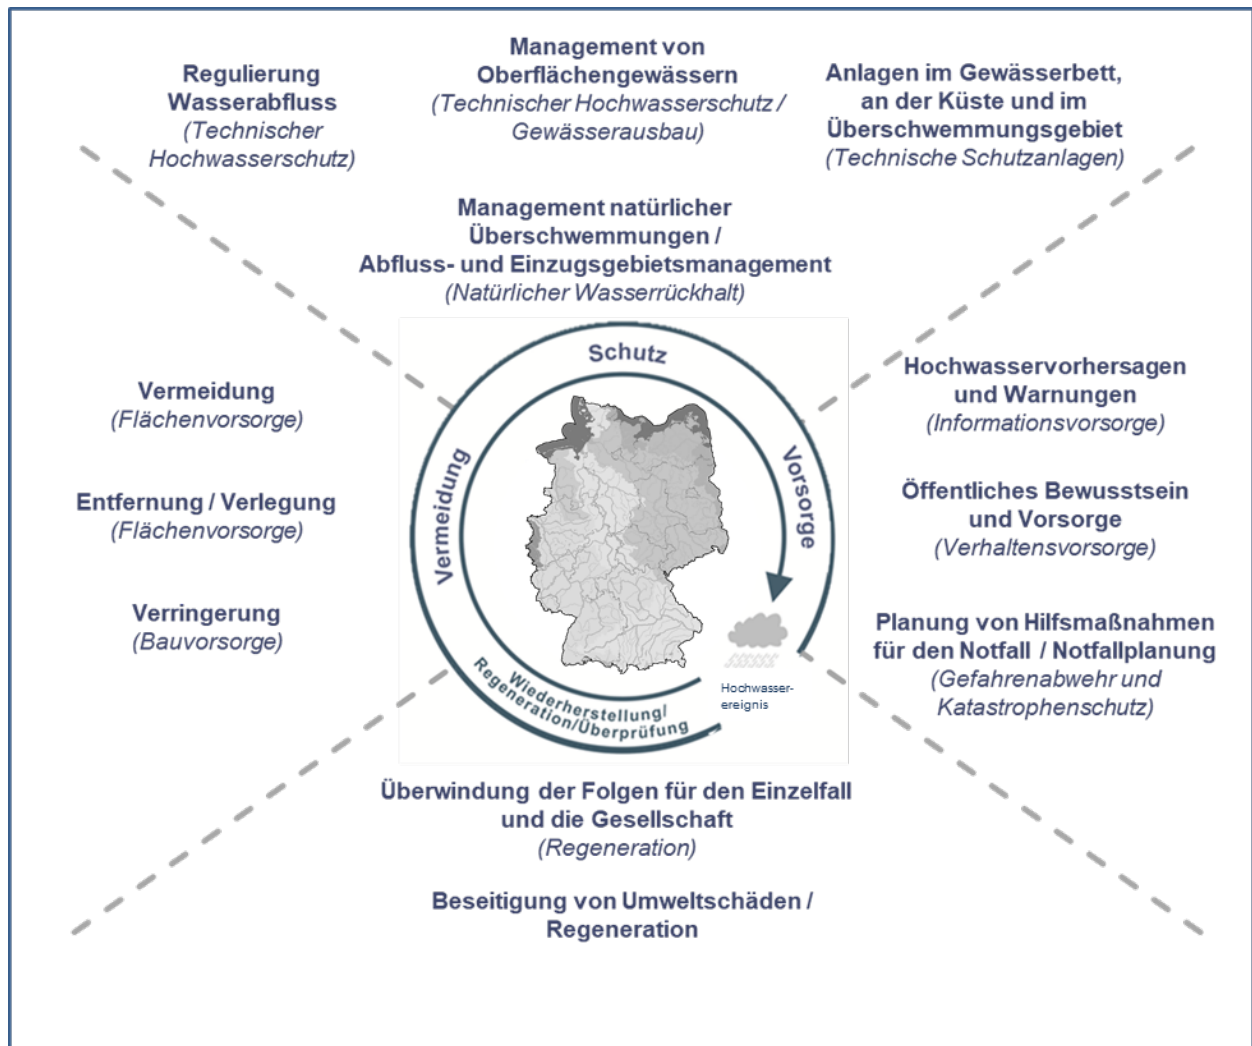 Regulierung
Wasserabfluss
(Technischer
Hochwasserschutz)
Management von
Oberflächengewässern
(Technischer Hochwasserschutz /
Gewässerausbau)
Anlagen im Gewässerbett,
an der Küste und im
Überschwemmungsgebiet
(Technische Schutzanlagen)
Management natürlicher
Überschwemmungen /
Abfluss- und Einzugsgebietsmanagement
(Natürlicher Wasserrückhalt)
Vermeidung
(Flächenvorsorge)
Entfernung / Verlegung
(Flächenvorsorge)
Verringerung
(Bauvorsorge)
Schutz
Vermeidung
Vorsorge
Wiederherstellung/
Regeneration/Überprüfung
Hochwasser-
ereignis
Hochwasservorhersagen
und Warnungen
(Informationsvorsorge)
Öffentliches Bewusstsein
und Vorsorge
(Verhaltensvorsorge)
Planung von Hilfsmaßnahmen
für den Notfall / Notfallplanung
(Gefahrenabwehr und
Katastrophenschutz)
Überwindung der Folgen für den Einzelfall
und die Gesellschaft
(Regeneration)
Beseitigung von Umweltschäden /
Regeneration